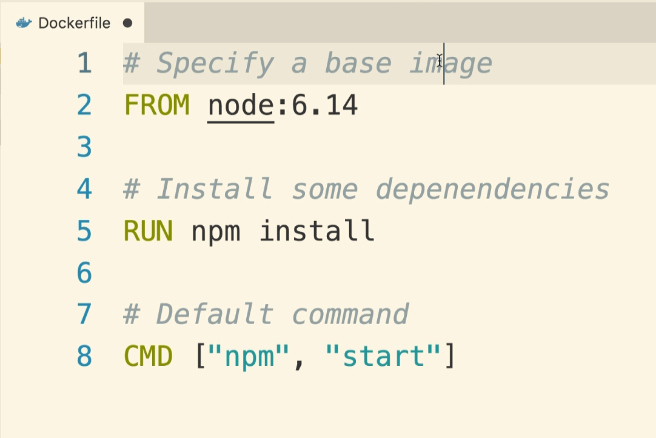 Dockerfile
1 # Specify a base image
2 FROM node:6.14
3
4 # Install some depenendencies
5 RUN npm install
6
7 # Default command
8 CMD ["npm", "start"]